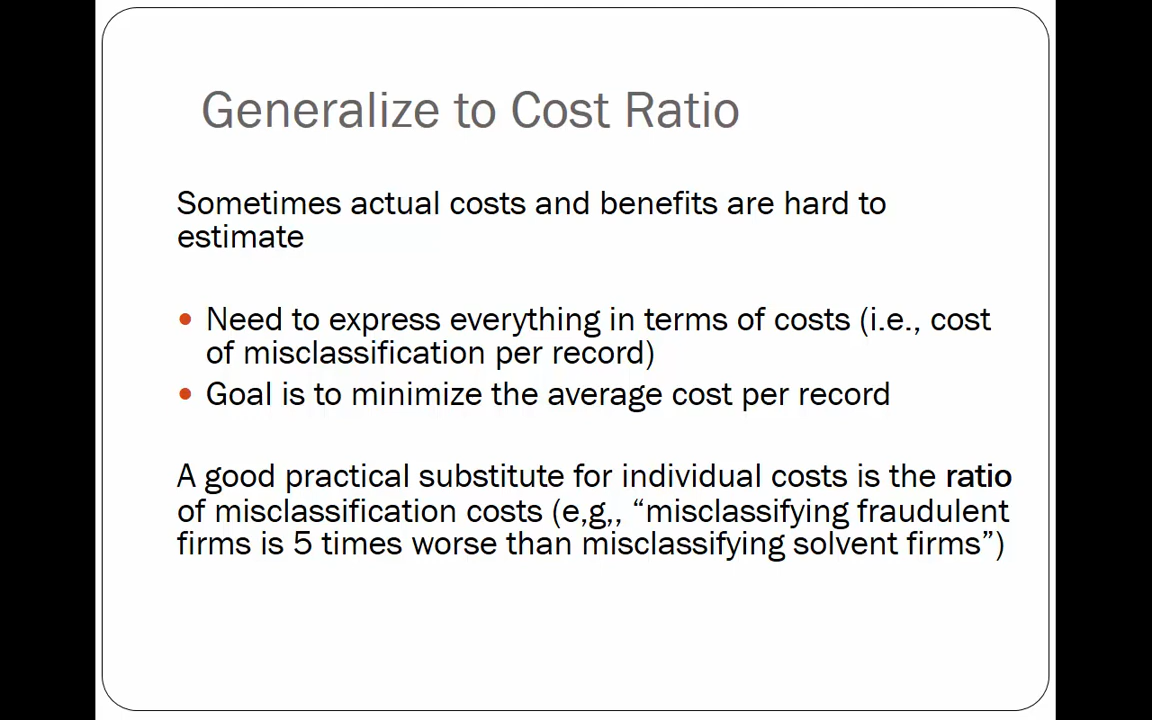 Generalize to Cost Ratio
Sometimes actual costs and benefits are hard to
estimate
• Need to express everything in terms of costs (i.e., cost
of misclassification per record)
• Goal is to minimize the average cost per record
A good practical substitute for individual costs is the ratio
of misclassification costs (e,g,, “misclassifying fraudulent
firms is 5 times worse than misclassifying solvent firms”)